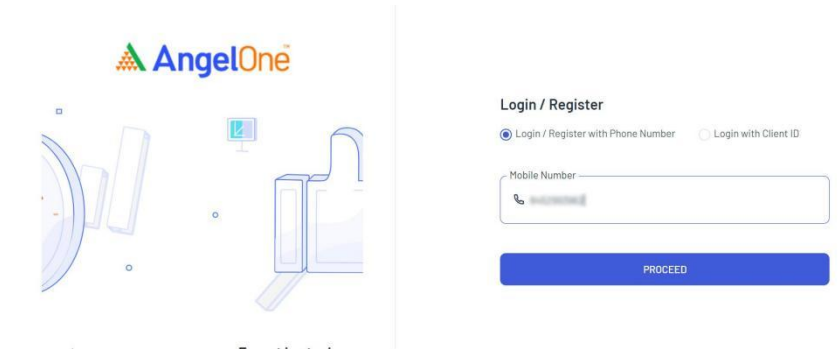 AngelOne
Login / Register
Login / Register with Phone Number
Login with Client ID
Mobile Number
PROCEED